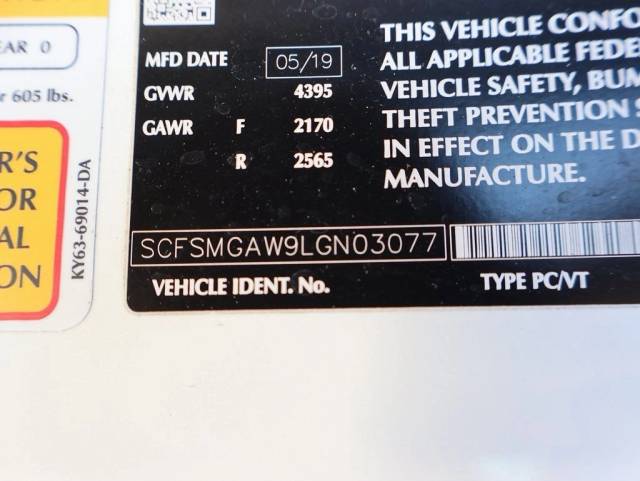 EAR 0
r 605 lbs.
R'S
OR
AL
ON
KY63-69014-DA
MFD DATE 05/19
GVWR 4395
GAWR F 2170
R 2565
THIS VEHICLE CONFO
ALL APPLICABLE FEDE
VEHICLE SAFETY, BUM
THEFT PREVENTION
IN EFFECT ON THE D
MANUFACTURE.
SCFSMGAW9LGN03077
VEHICLE IDENT. No.
TYPE PC/VT